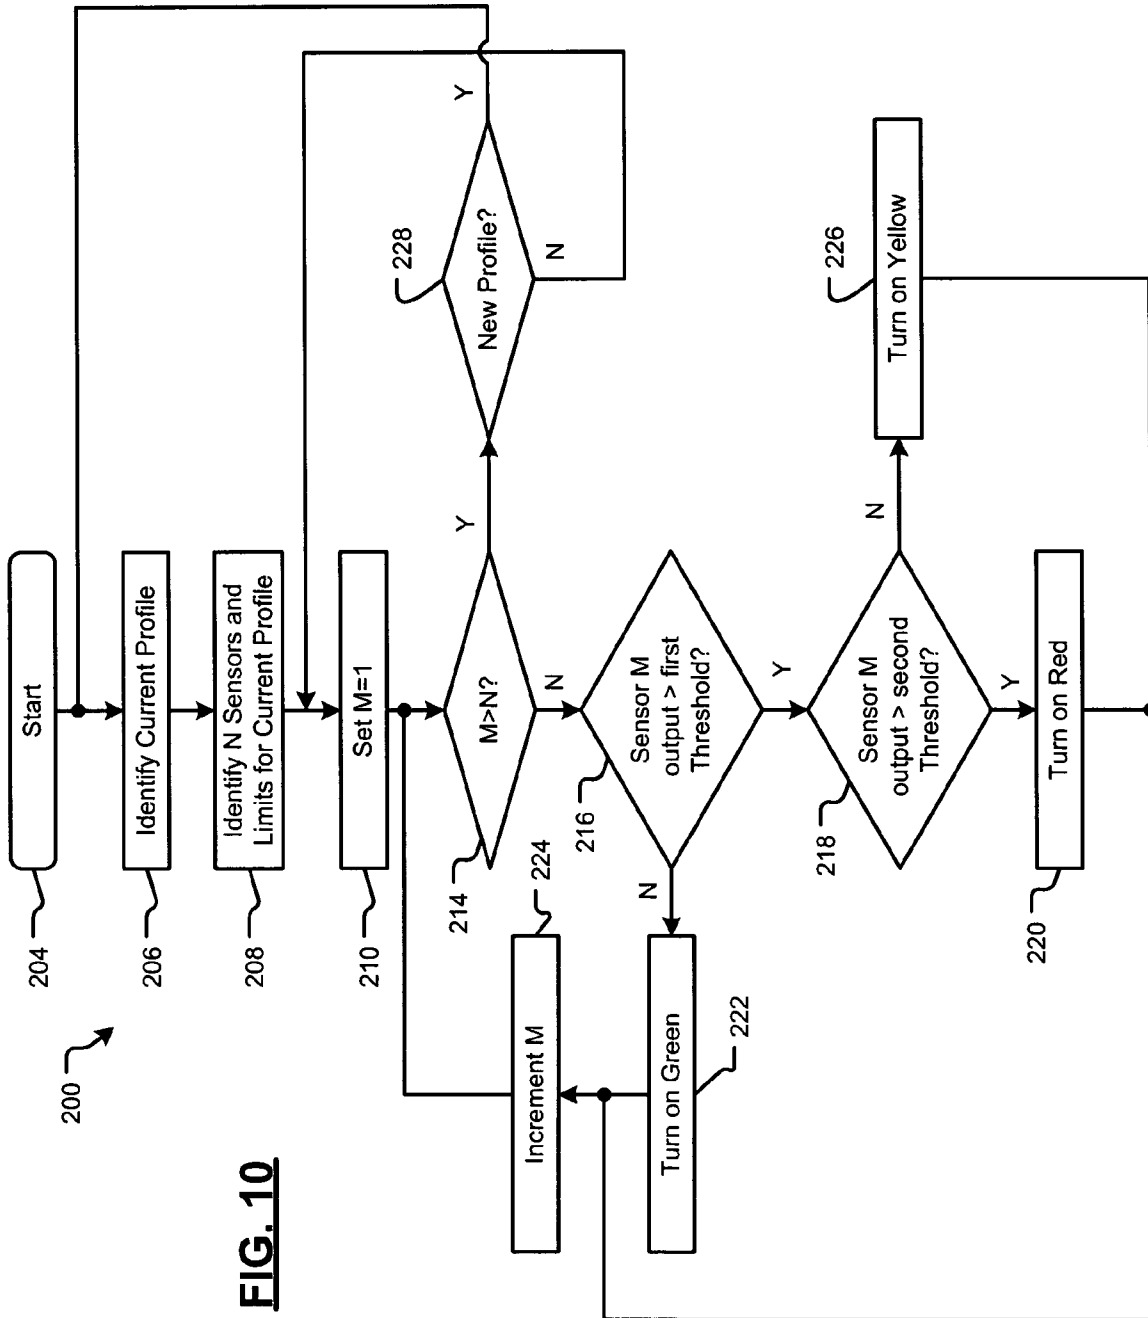 FIG. 10
200
204
Start
206
Identify Current Profile
208
Identify N Sensors and
Limits for Current Profile
210
Set M=1
214
M>N?
Y
N
228
New Profile?
Y
N
216
Sensor M
output > first
Threshold?
N
Y
224
Increment M
222
Turn on Green
218
Sensor M
output > second
Threshold?
N
Y
226
Turn on Yellow
220
Turn on Red